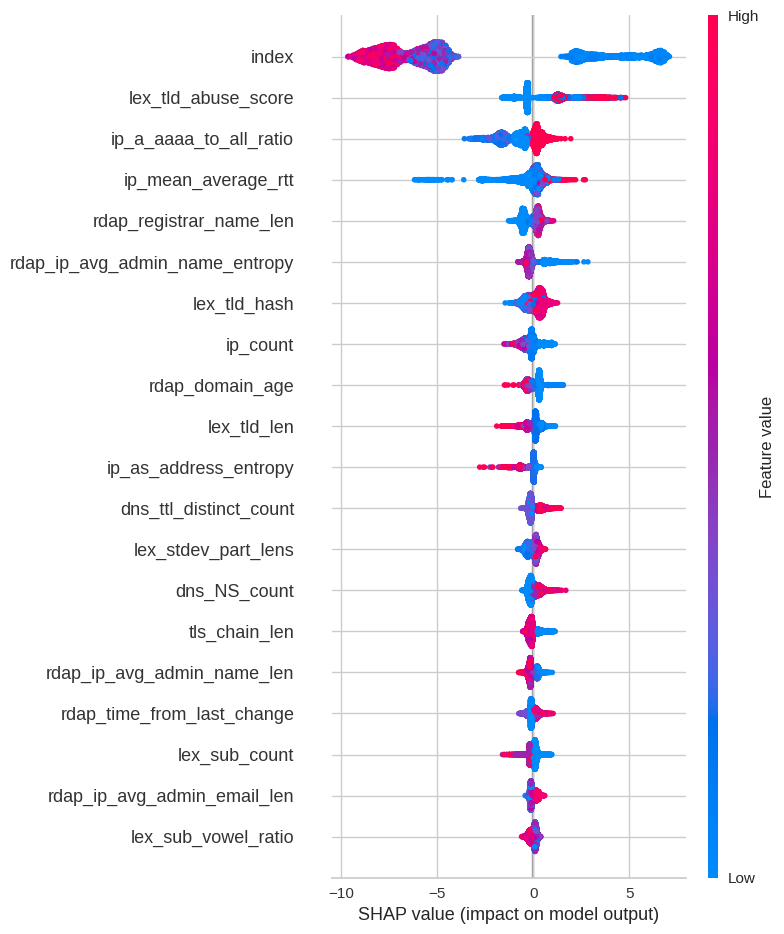 High
index
lex_tld_abuse_score
ip_a_aaaa_to_all_ratio
ip_mean_average_rtt
rdap_registrar_name_len
rdap_ip_avg_admin_name_entropy
lex_tld_hash
ip_count
rdap_domain_age
lex_tld_len
ip_as_address_entropy
dns_ttl_distinct_count
lex_stdev_part_lens
dns_NS_count
tls_chain_len
rdap_ip_avg_admin_name_len
rdap_time_from_last_change
lex_sub_count
rdap_ip_avg_admin_email_len
lex_sub_vowel_ratio
Feature value
Low
−10 −5 0 5
SHAP value (impact on model output)